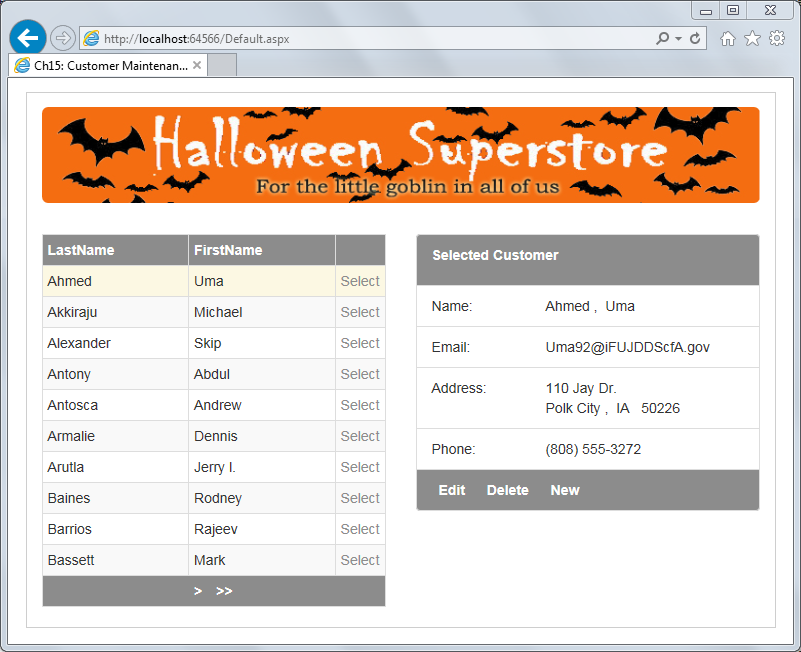 http://localhost:64566/Default.aspx
Ch15: Customer Maintenan...
Halloween Superstore
For the little goblin in all of us
LastName FirstName
Ahmed Uma Select
Akkiraju Michael Select
Alexander Skip Select
Antony Abdul Select
Antosca Andrew Select
Armalie Dennis Select
Arutla Jerry I. Select
Baines Rodney Select
Barrios Rajeev Select
Bassett Mark Select
> >>
Selected Customer
Name: Ahmed , Uma
Email: Uma92@iFUJDDScfA.gov
Address: 110 Jay Dr.
Polk City , IA 50226
Phone: (808) 555-3272
Edit Delete New